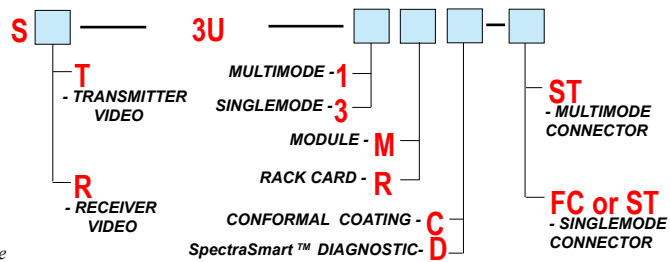 S — 3U —
T
- TRANSMITTER
VIDEO
R
- RECEIVER
VIDEO
MULTIMODE - 1
SINGLEMODE - 3
MODULE - M
RACK CARD - R
CONFORMAL COATING - C
SpectraSmart ™ DIAGNOSTIC- D
ST
- MULTIMODE
CONNECTOR
FC or ST
- SINGLEMODE
CONNECTOR